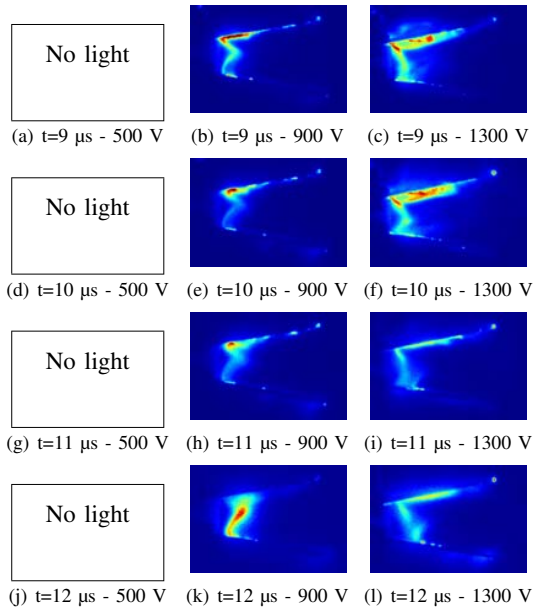 No light
(a) t=9 µs - 500 V (b) t=9 µs - 900 V (c) t=9 µs - 1300 V
No light
(d) t=10 µs - 500 V (e) t=10 µs - 900 V (f) t=10 µs - 1300 V
No light
(g) t=11 µs - 500 V (h) t=11 µs - 900 V (i) t=11 µs - 1300 V
No light
(j) t=12 µs - 500 V (k) t=12 µs - 900 V (l) t=12 µs - 1300 V